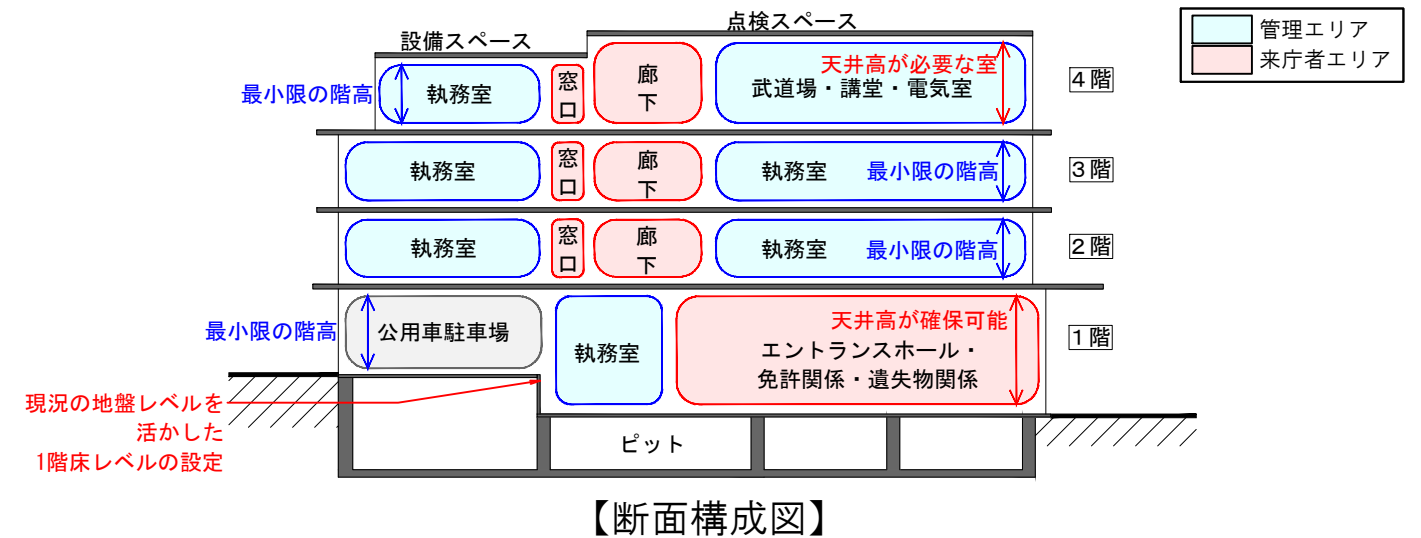 点検スペース
設備スペース
管理エリア
来庁者エリア
最小限の階高
執務室
窓口
廊下
天井高が必要な室
武道場・講堂・電気室
4階
執務室
窓口
廊下
執務室
最小限の階高
3階
執務室
窓口
廊下
執務室
最小限の階高
2階
最小限の階高
公用車駐車場
執務室
天井高が確保可能
エントランスホール・
免許関係・遺失物関係
1階
現況の地盤レベルを
活かした
1階床レベルの設定
ピット
【断面構成図】